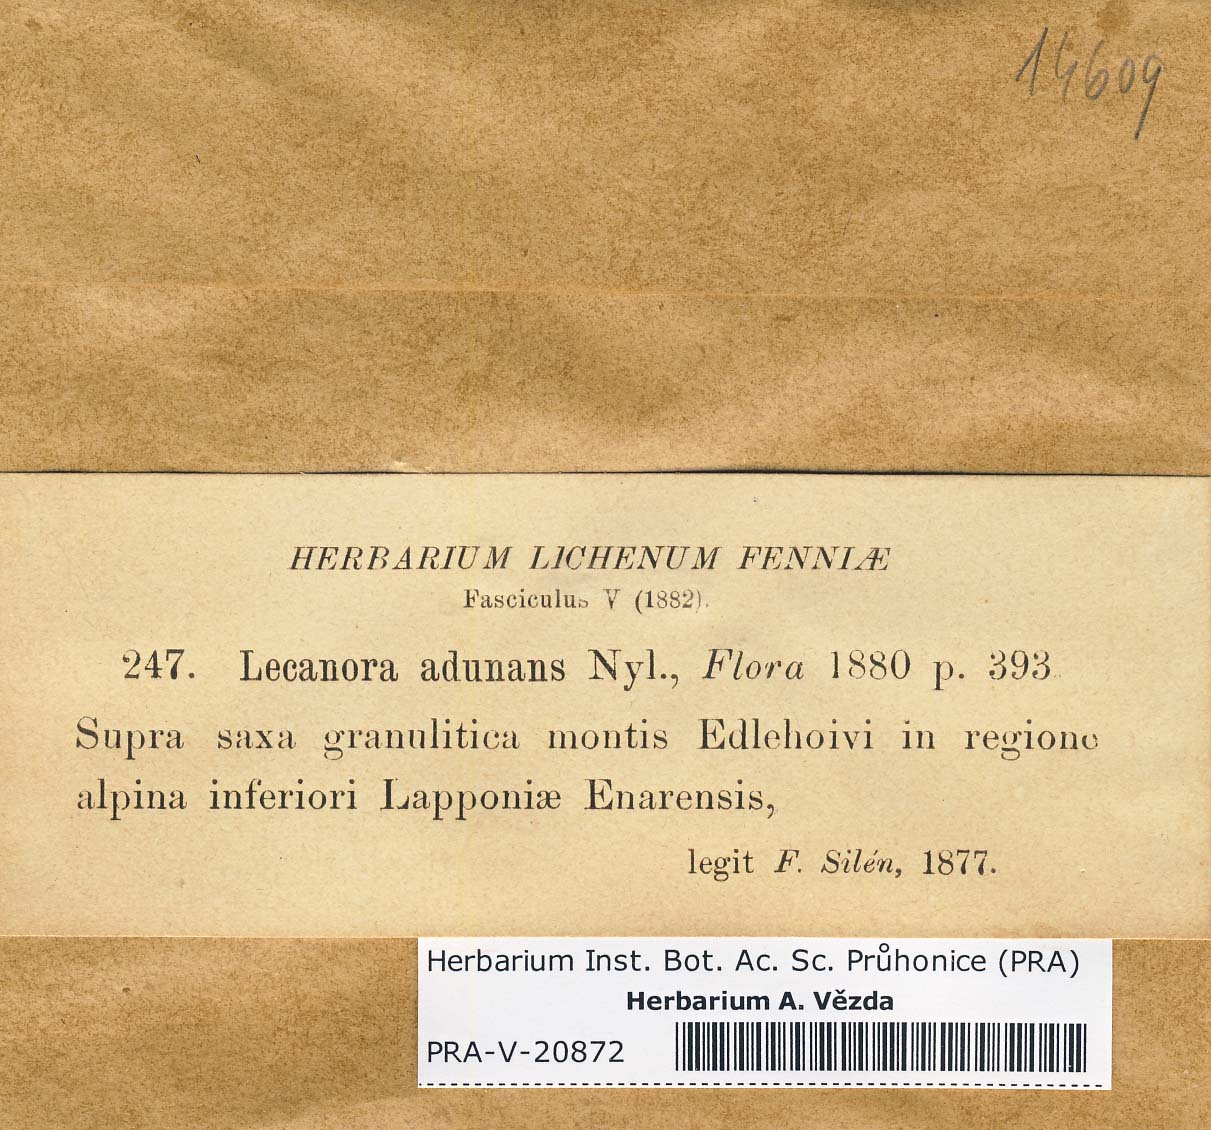 14609
HERBARIUM LICHENUM FENNIÆ
Fasciculus V (1882).
247. Lecanora adunans Nyl., Flora 1880 p. 393.
Supra saxa granulitica montis Edlehoivi in regione
alpina inferiori Lapponiæ Enarensis,
legit F. Silén, 1877.
Herbarium Inst. Bot. Ac. Sc. Průhonice (PRA)
Herbarium A. Vězda
PRA-V-20872